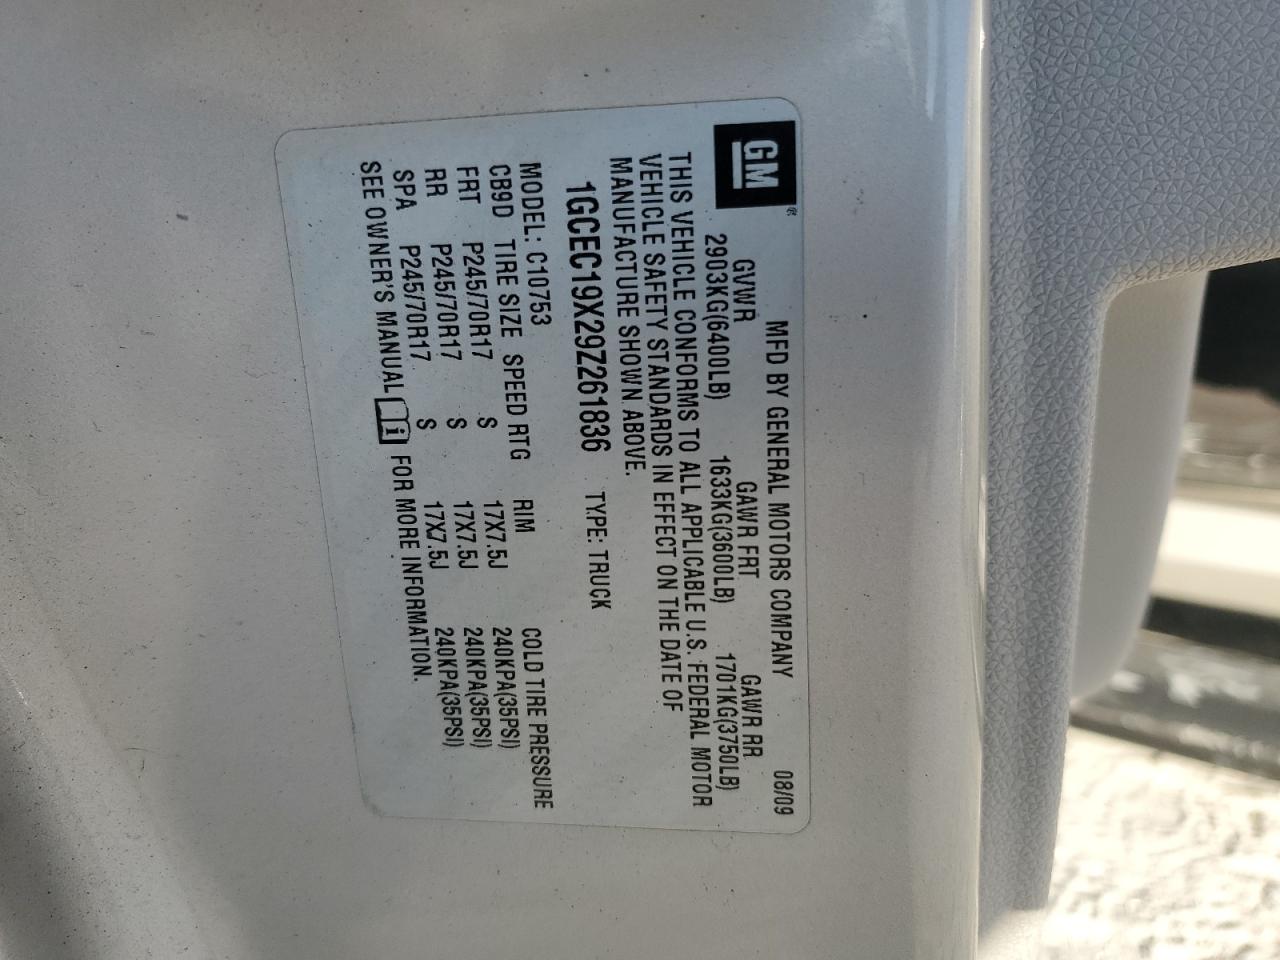 GM®
MFD BY GENERAL MOTORS COMPANY 08/09
GVWR GAWR FRT GAWR RR
2903KG(6400LB) 1633KG(3600LB) 1701KG(3750LB)
THIS VEHICLE CONFORMS TO ALL APPLICABLE U.S. FEDERAL MOTOR
VEHICLE SAFETY STANDARDS IN EFFECT ON THE DATE OF
MANUFACTURE SHOWN ABOVE.
1GCEC19X29Z261836 TYPE: TRUCK
MODEL: C10753
CB9D TIRE SIZE SPEED RTG RIM COLD TIRE PRESSURE
FRT P245/70R17 S 17X7.5J 240KPA(35PSI)
RR P245/70R17 S 17X7.5J 240KPA(35PSI)
SPA P245/70R17 S 17X7.5J 240KPA(35PSI)
SEE OWNER'S MANUAL i FOR MORE INFORMATION.